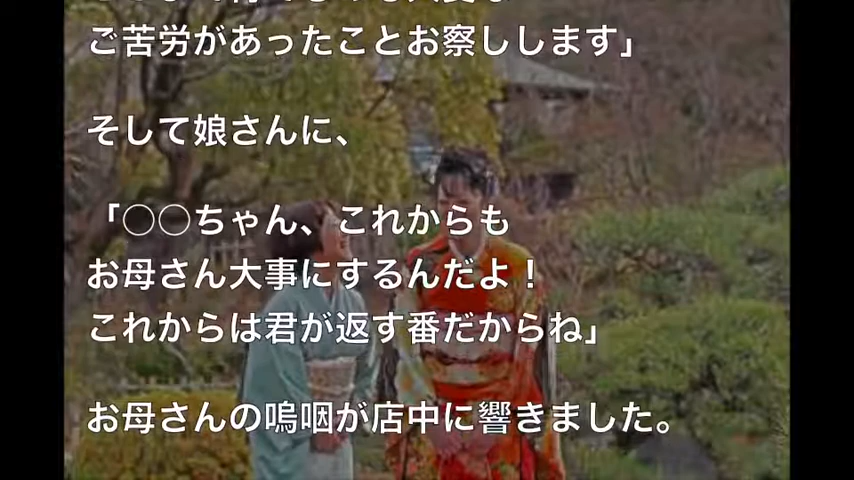 ご苦労があったことお察しします」
そして娘さんに、
「○○ちゃん、これからも
お母さん大事にするんだよ！
これからは君が返す番だからね」
お母さんの嗚咽が店中に響きました。